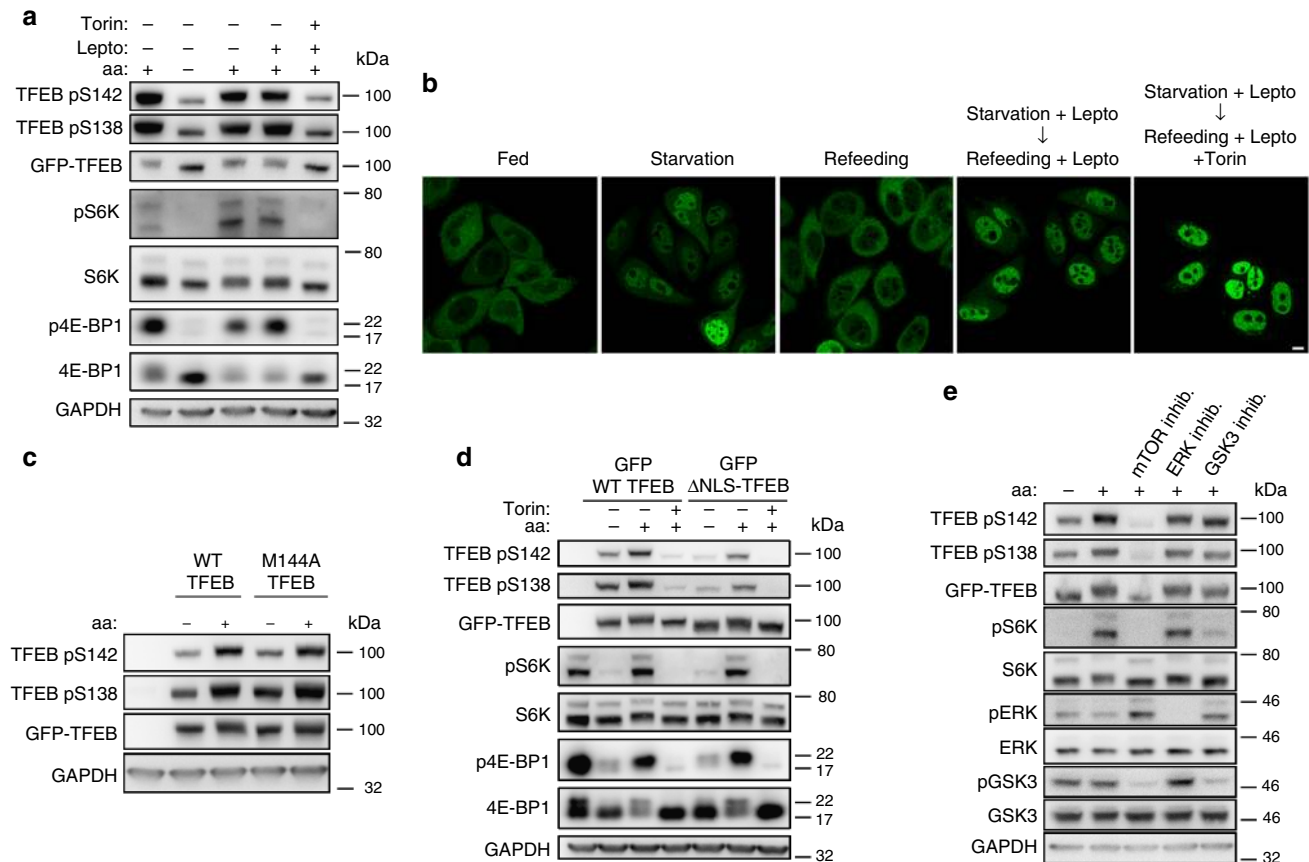 a
Torin: – – – – +
Lepto: – – – + +
aa: + – + + +
kDa
TFEB pS142 100
TFEB pS138 100
GFP-TFEB 100
pS6K 80
S6K 80
p4E-BP1 22
17
4E-BP1 22
17
GAPDH 32
b
Fed
Starvation
Refeeding
Starvation + Lepto
↓
Refeeding + Lepto
Starvation + Lepto
↓
Refeeding + Lepto
+Torin
c
WT
TFEB
M144A
TFEB
aa: – + – + kDa
TFEB pS142 100
TFEB pS138 100
GFP-TFEB 100
GAPDH 32
d
GFP
WT TFEB
GFP
ΔNLS-TFEB
Torin: – – + – – +
aa: – + + – + + kDa
TFEB pS142 100
TFEB pS138 100
GFP-TFEB 100
pS6K 80
S6K 80
p4E-BP1 22
17
4E-BP1 22
17
GAPDH 32
e
mTOR inhib.
ERK inhib.
GSK3 inhib.
aa: – + + + + kDa
TFEB pS142 100
TFEB pS138 100
GFP-TFEB 100
pS6K 80
S6K 80
pERK 46
ERK 46
pGSK3 46
GSK3 46
GAPDH 32